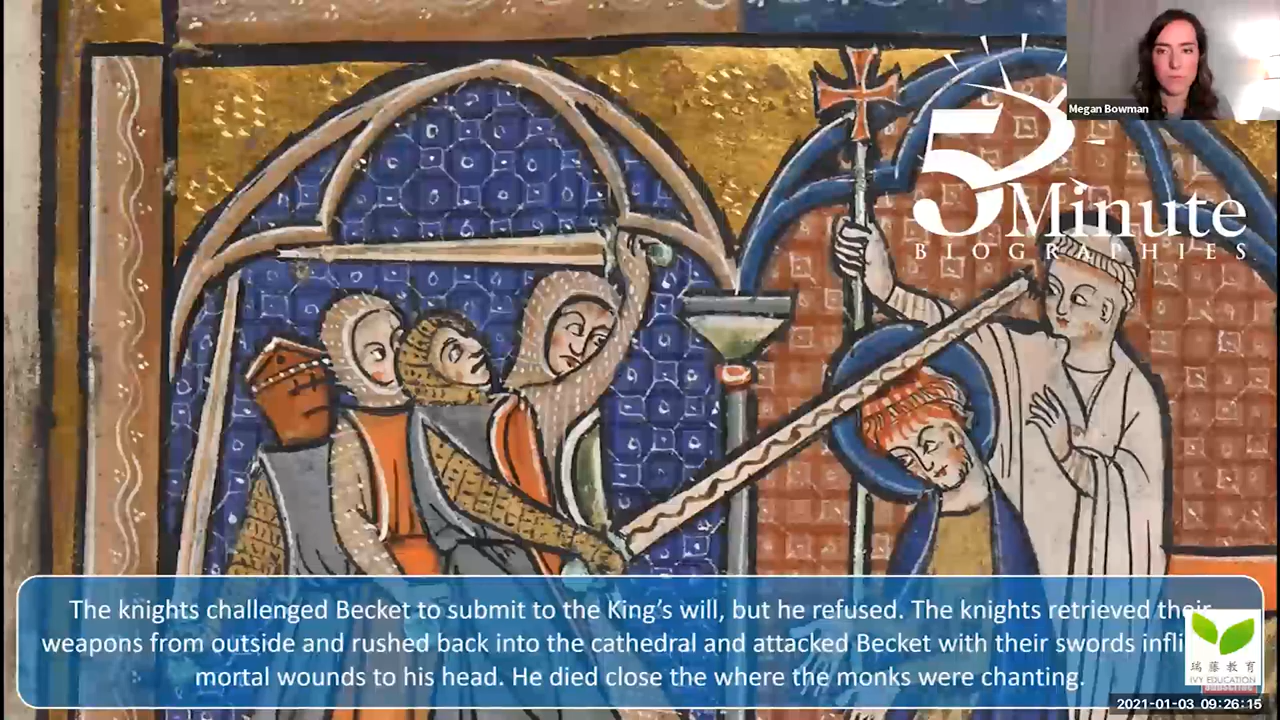 Megan Bowman
5 Minute
BIOGRAPHIES
The knights challenged Becket to submit to the King's will, but he refused. The knights retrieved their
weapons from outside and rushed back into the cathedral and attacked Becket with their swords infli
mortal wounds to his head. He died close the where the monks were chanting.
瑞藤教育
IVY EDUCATION
2021-01-03 09:26:15